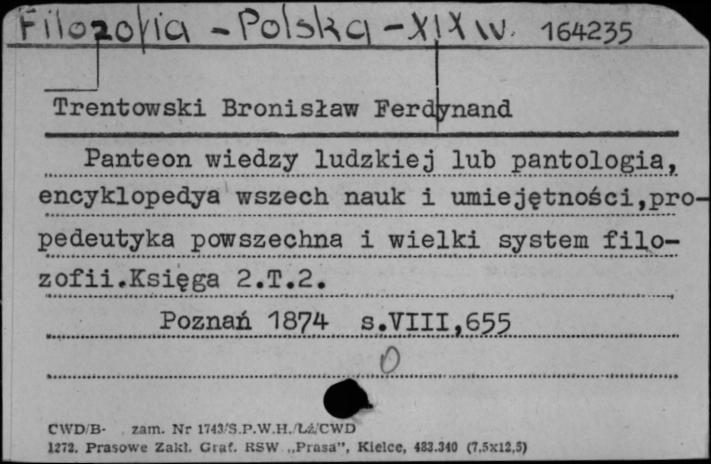 Filozofia - Polska - XIX w. 164235
Trentowski Bronisław Ferdynand
Panteon wiedzy ludzkiej lub pantologia,
encyklopedya wszech nauk i umiejętności,pro-
pedeutyka powszechna i wielki system filo-
zofii.Księga 2.T.2.
Poznań 1874 s.VIII,655
0
CWD/B- zam. Nr 1743/S.P.W.H./Łź/CWD
1272. Prasowe Zakł. Graf. RSW „Prasa", Kielce, 483.340 (7,5x12,5)